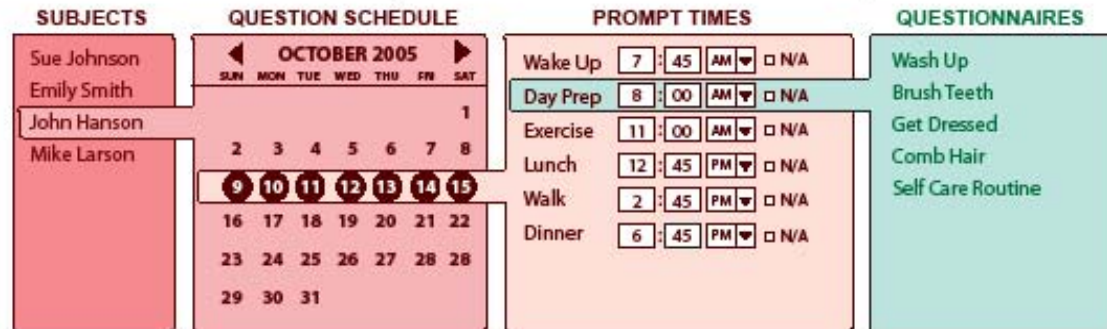 SUBJECTS
Sue Johnson
Emily Smith
John Hanson
Mike Larson
QUESTION SCHEDULE
OCTOBER 2005
SUN MON TUE WED THU FRI SAT
1
2 3 4 5 6 7 8
9 10 11 12 13 14 15
16 17 18 19 20 21 22
23 24 25 26 27 28 28
29 30 31
PROMPT TIMES
Wake Up 7 : 45 AM N/A
Day Prep 8 : 00 AM N/A
Exercise 11 : 00 AM N/A
Lunch 12 : 45 PM N/A
Walk 2 : 45 PM N/A
Dinner 6 : 45 PM N/A
QUESTIONNAIRES
Wash Up
Brush Teeth
Get Dressed
Comb Hair
Self Care Routine